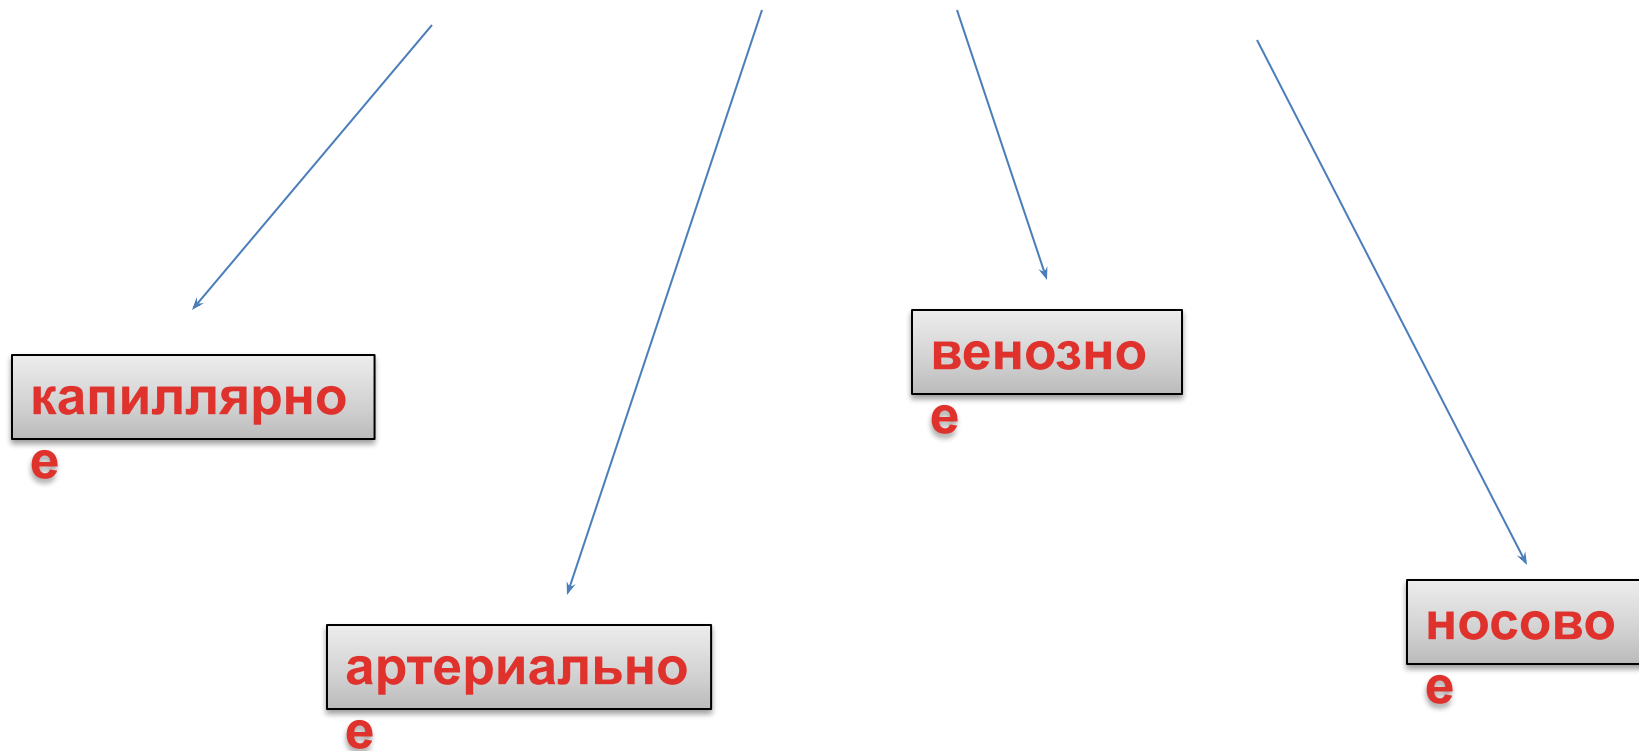 капиллярно
е
артериально
е
венозно
е
носово
е